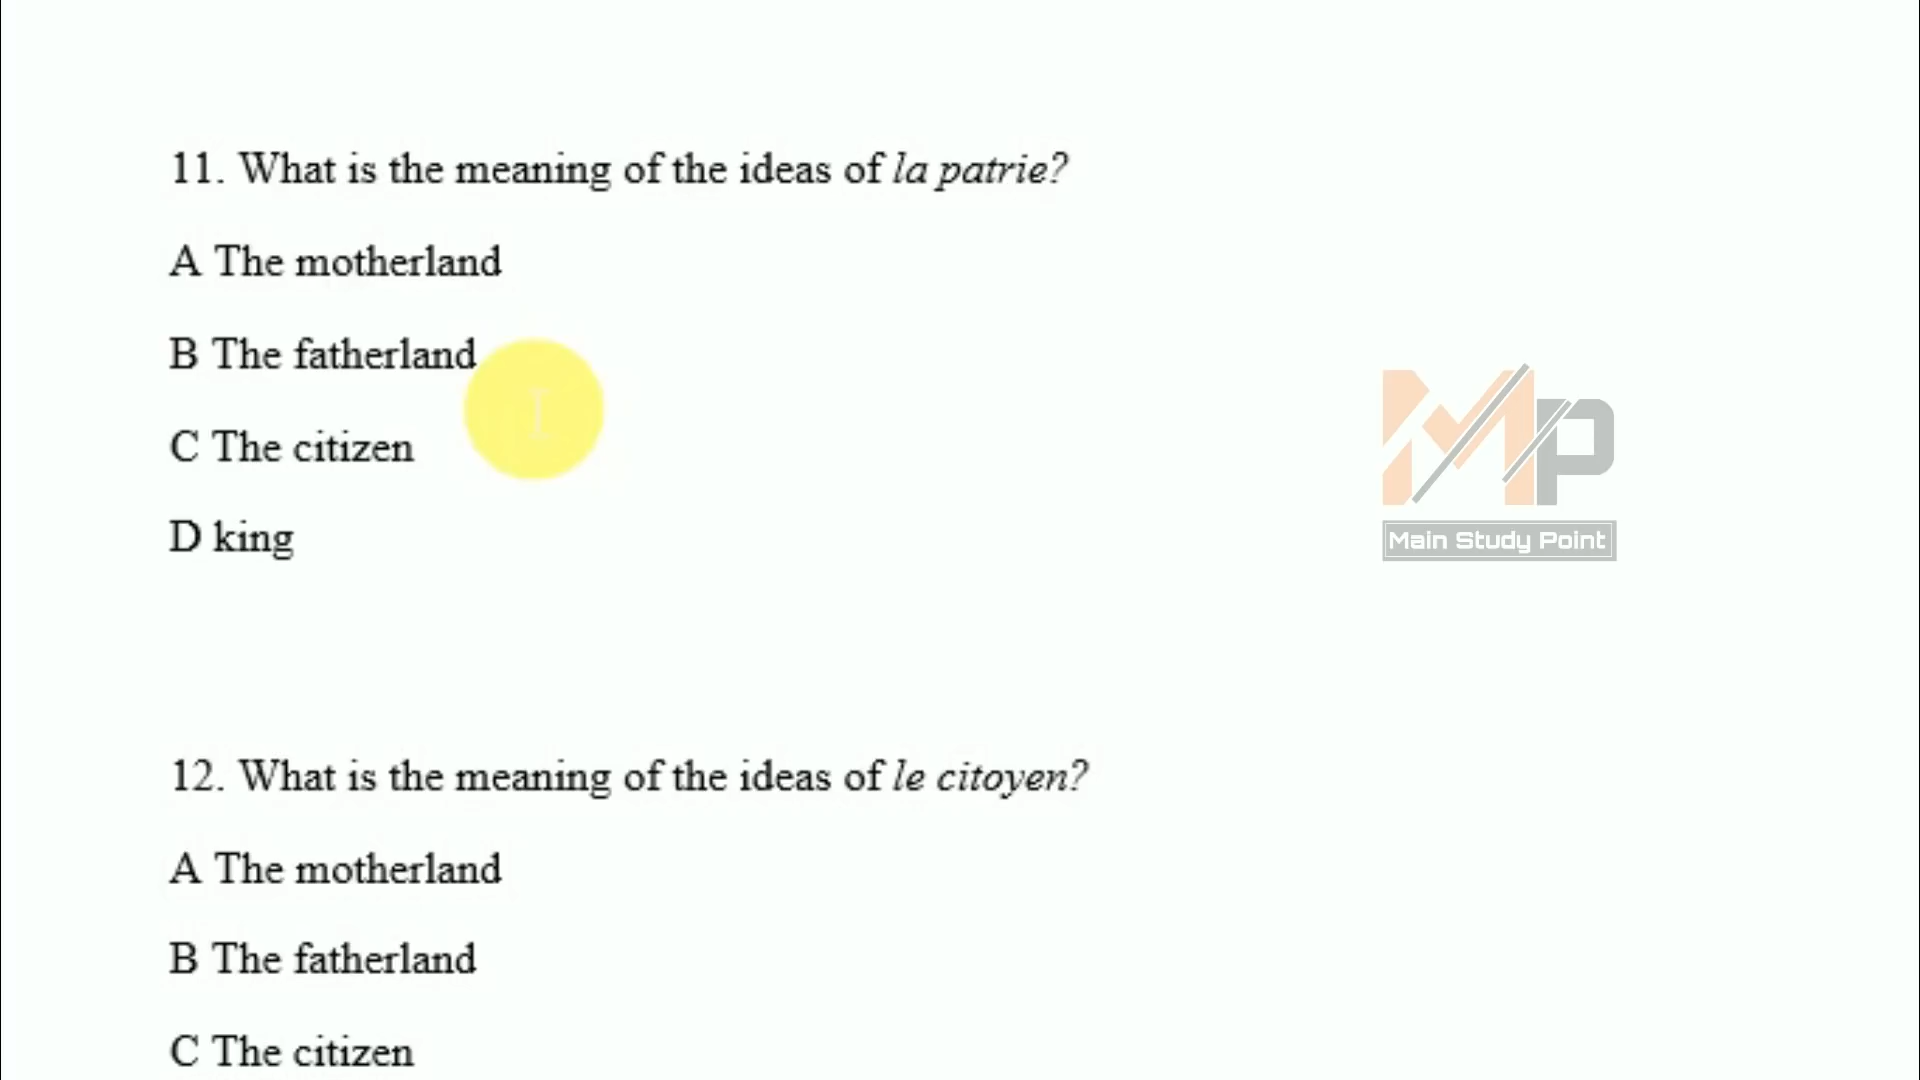 11. What is the meaning of the ideas of la patrie?
A The motherland
B The fatherland
C The citizen
D king
MP
Main Study Point
12. What is the meaning of the ideas of le citoyen?
A The motherland
B The fatherland
C The citizen